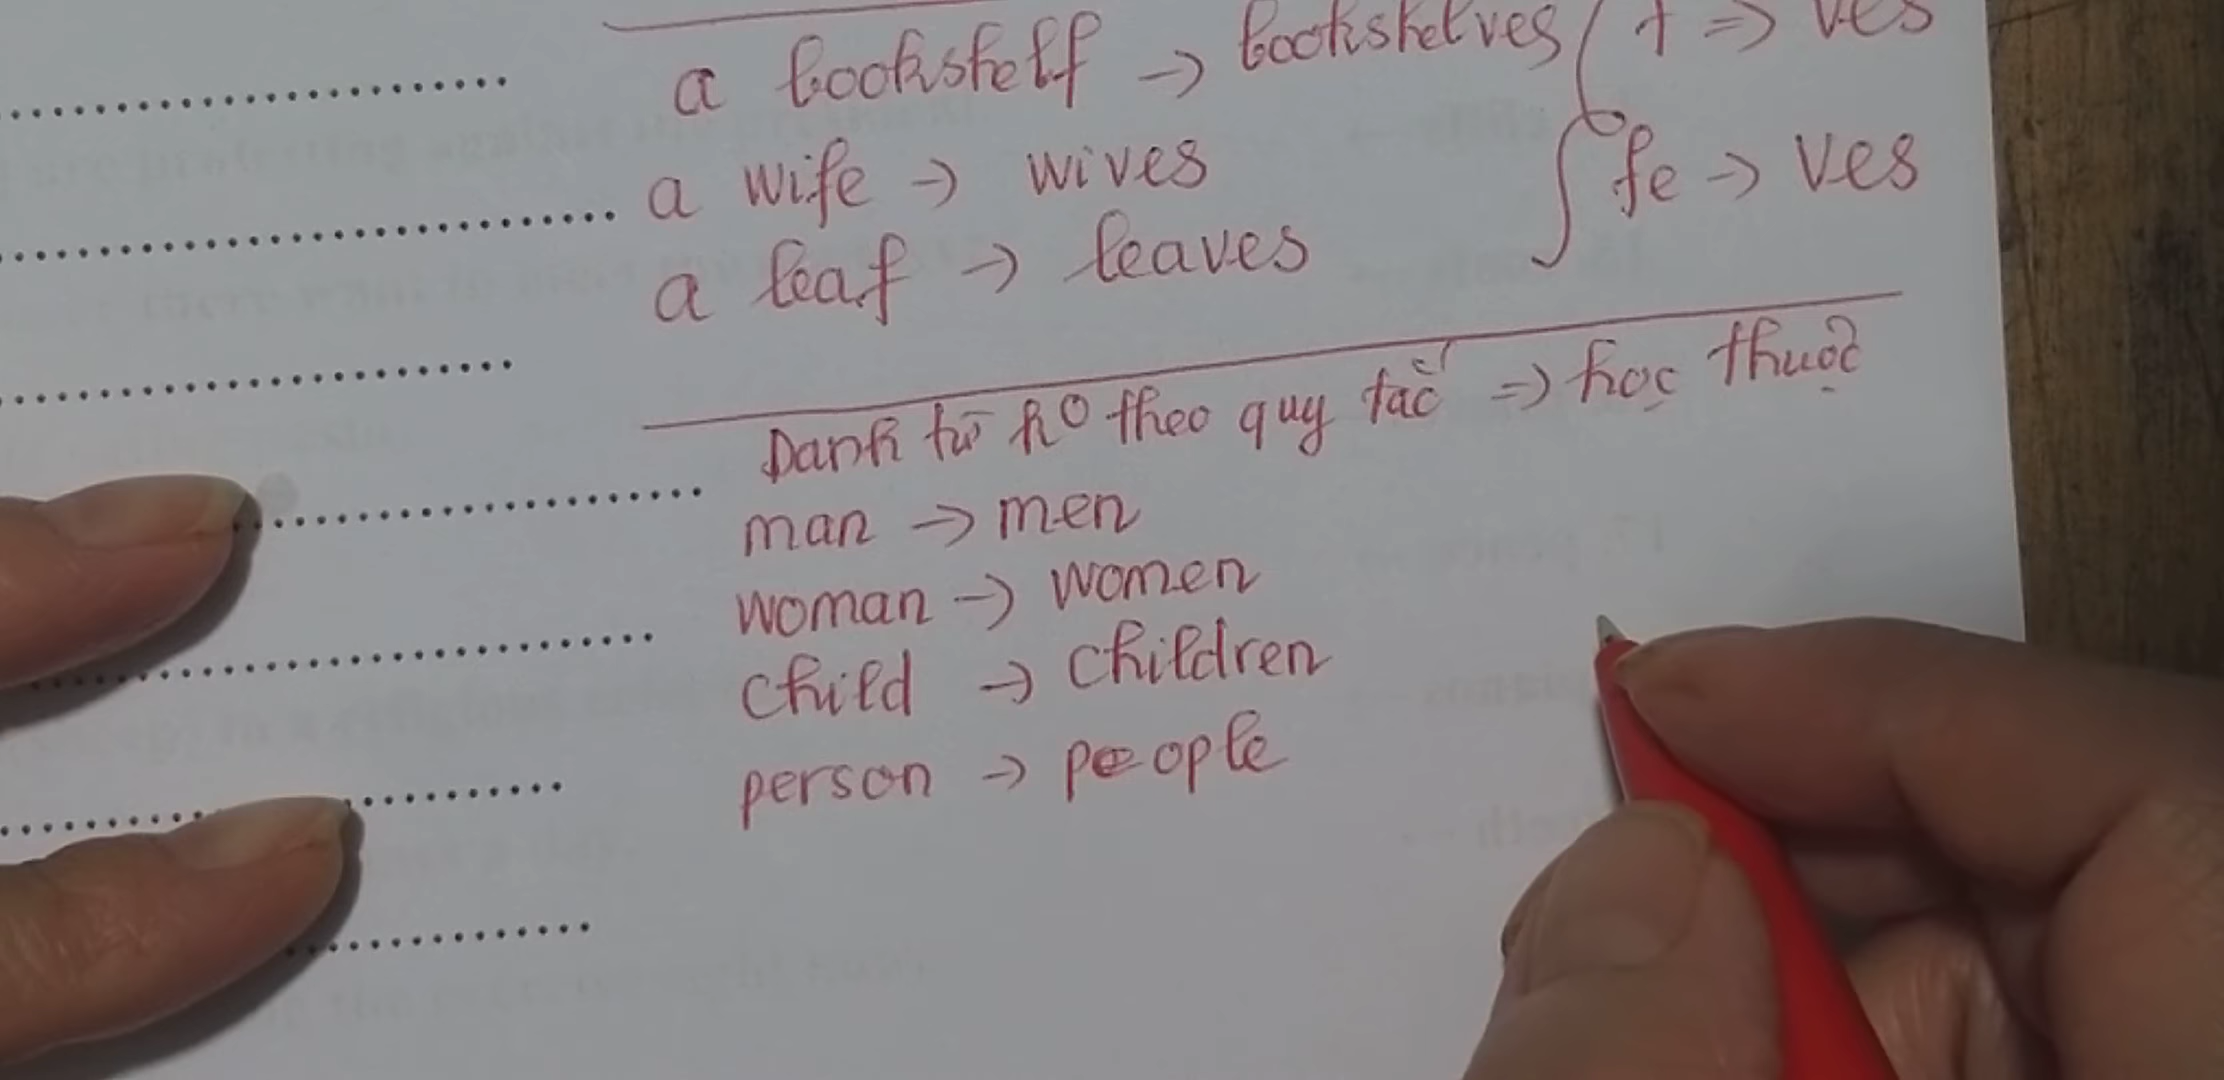 a bookshelf → bookshelves f => ves
a wife → wives fe → ves
a leaf → leaves
Danh từ k⁰ theo quy tắc => học thuộc
man → men
woman → women
child → children
person → people